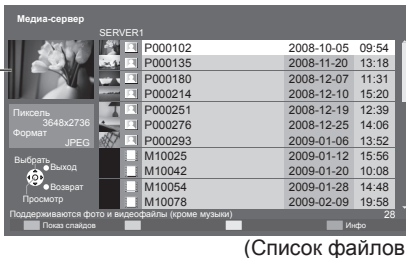 Медиа-сервер
SERVER1
P000102 2008-10-05 09:54
P000135 2008-11-20 13:18
P000180 2008-12-07 11:31
P000214 2008-12-10 15:20
P000251 2008-12-19 12:39
P000276 2008-12-25 14:06
P000293 2009-01-06 13:52
M10025 2009-01-12 15:56
M10042 2009-01-20 10:08
M10054 2009-01-28 14:48
M10078 2009-02-09 19:58
Пиксель
3648x2736
Формат
JPEG
Выбрать
Выход
Возврат
Просмотр
Поддерживаются фото и видеофайлы (кроме музыки) 28
Показ слайдов Инфо
(Список файлов